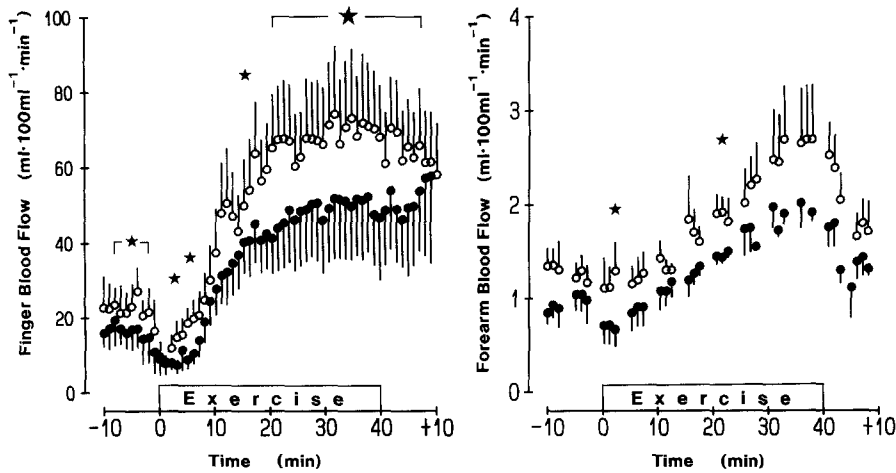 Finger Blood Flow (ml·100ml⁻¹·min⁻¹)
100
80
60
40
20
0
Exercise
-10 0 10 20 30 40 +10
Time (min)
Forearm Blood Flow (ml·100ml⁻¹·min⁻¹)
4
3
2
1
0
Exercise
-10 0 10 20 30 40 +10
Time (min)